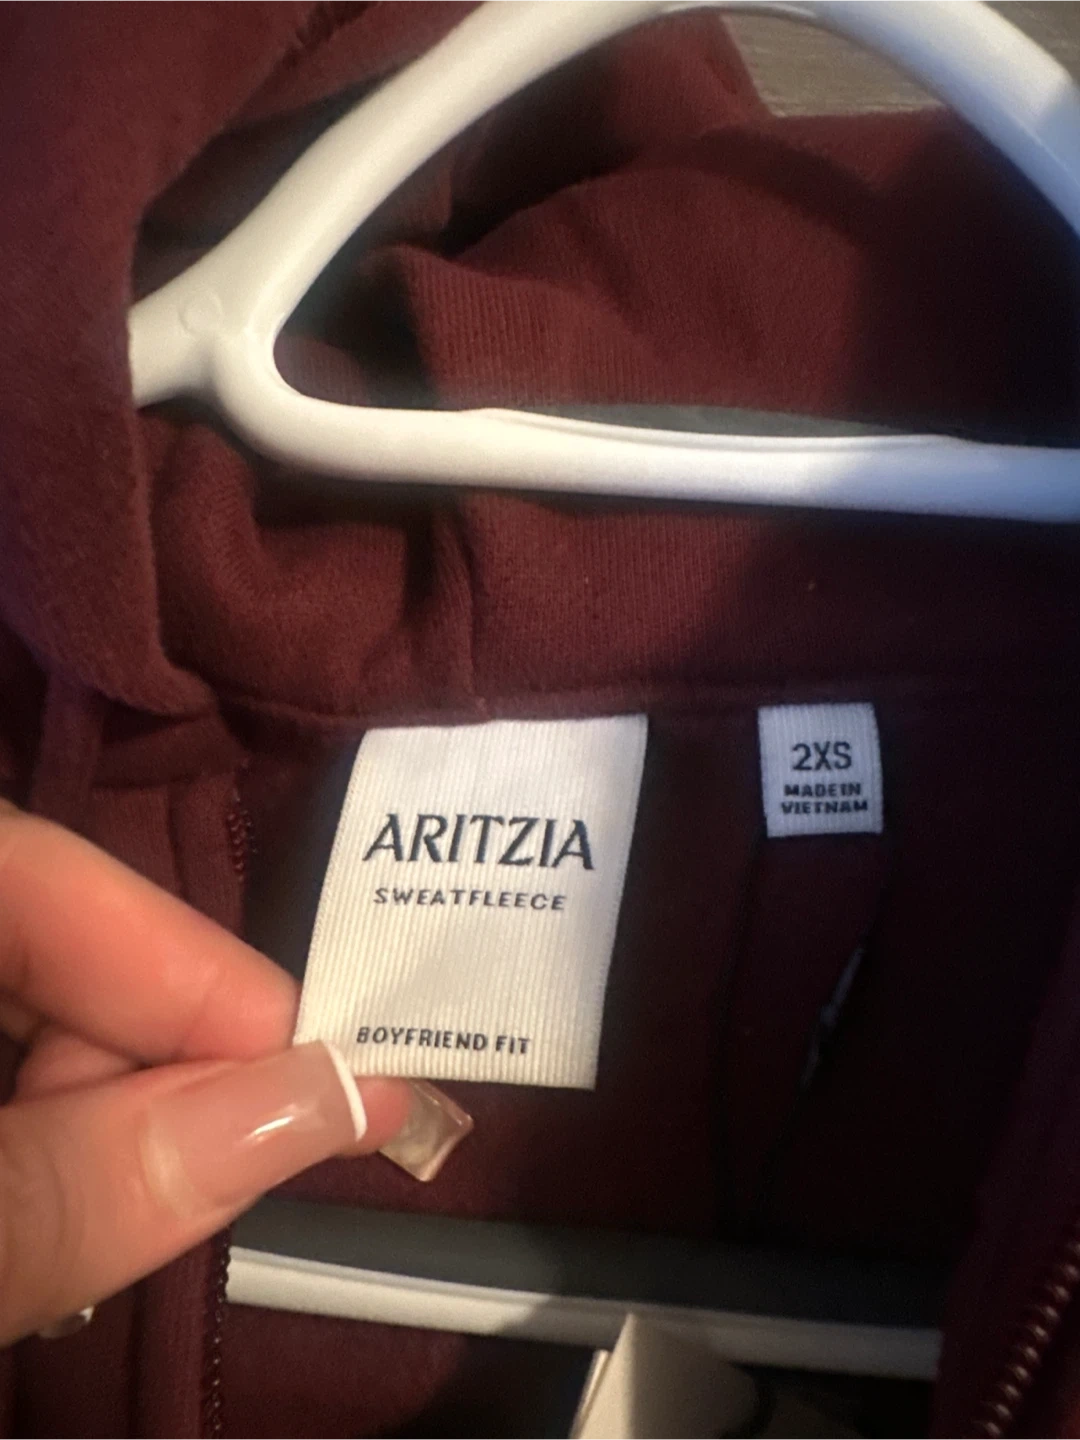 ARITZIA
SWEATFLEECE
BOYFRIEND FIT
2XS
MADE IN
VIETNAM